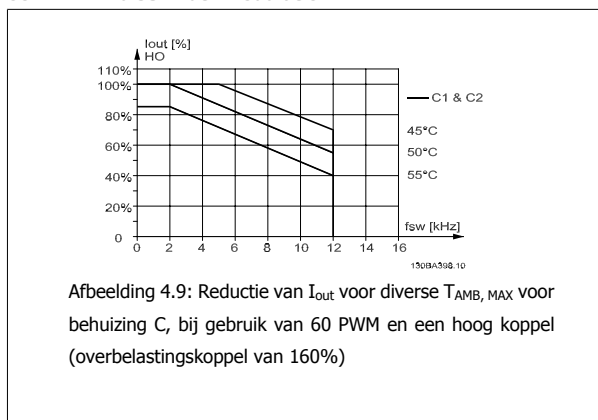 Iout [%]
HO
110%
100%
80%
60%
40%
20%
0
0 2 4 6 8 10 12 14 16
fsw [kHz]
C1 & C2
45°C
50°C
55°C
130BA398.10
Afbeelding 4.9: Reductie van Iout voor diverse TAMB, MAX voor
behuizing C, bij gebruik van 60 PWM en een hoog koppel
(overbelastingskoppel van 160%)